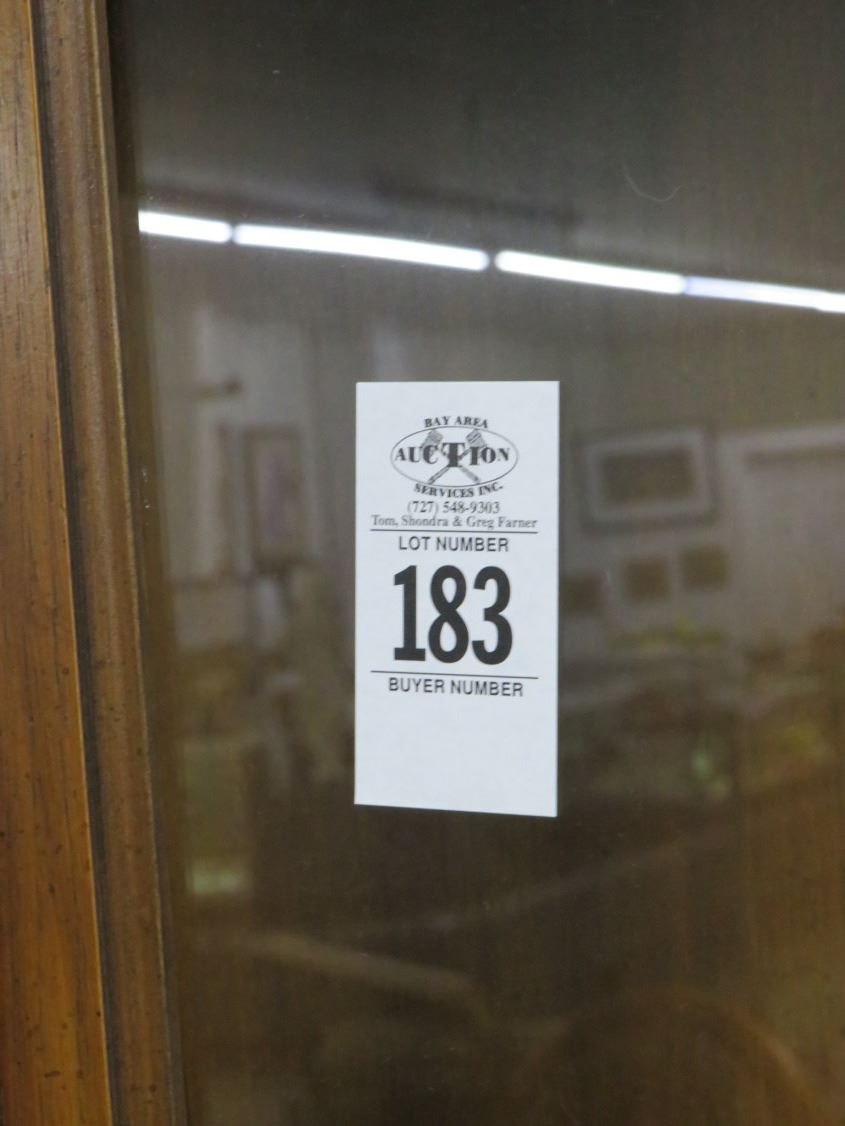 BAY AREA
AUCTION
SERVICES INC.
(727) 548-9303
Tom, Shondra & Greg Farner
LOT NUMBER
183
BUYER NUMBER